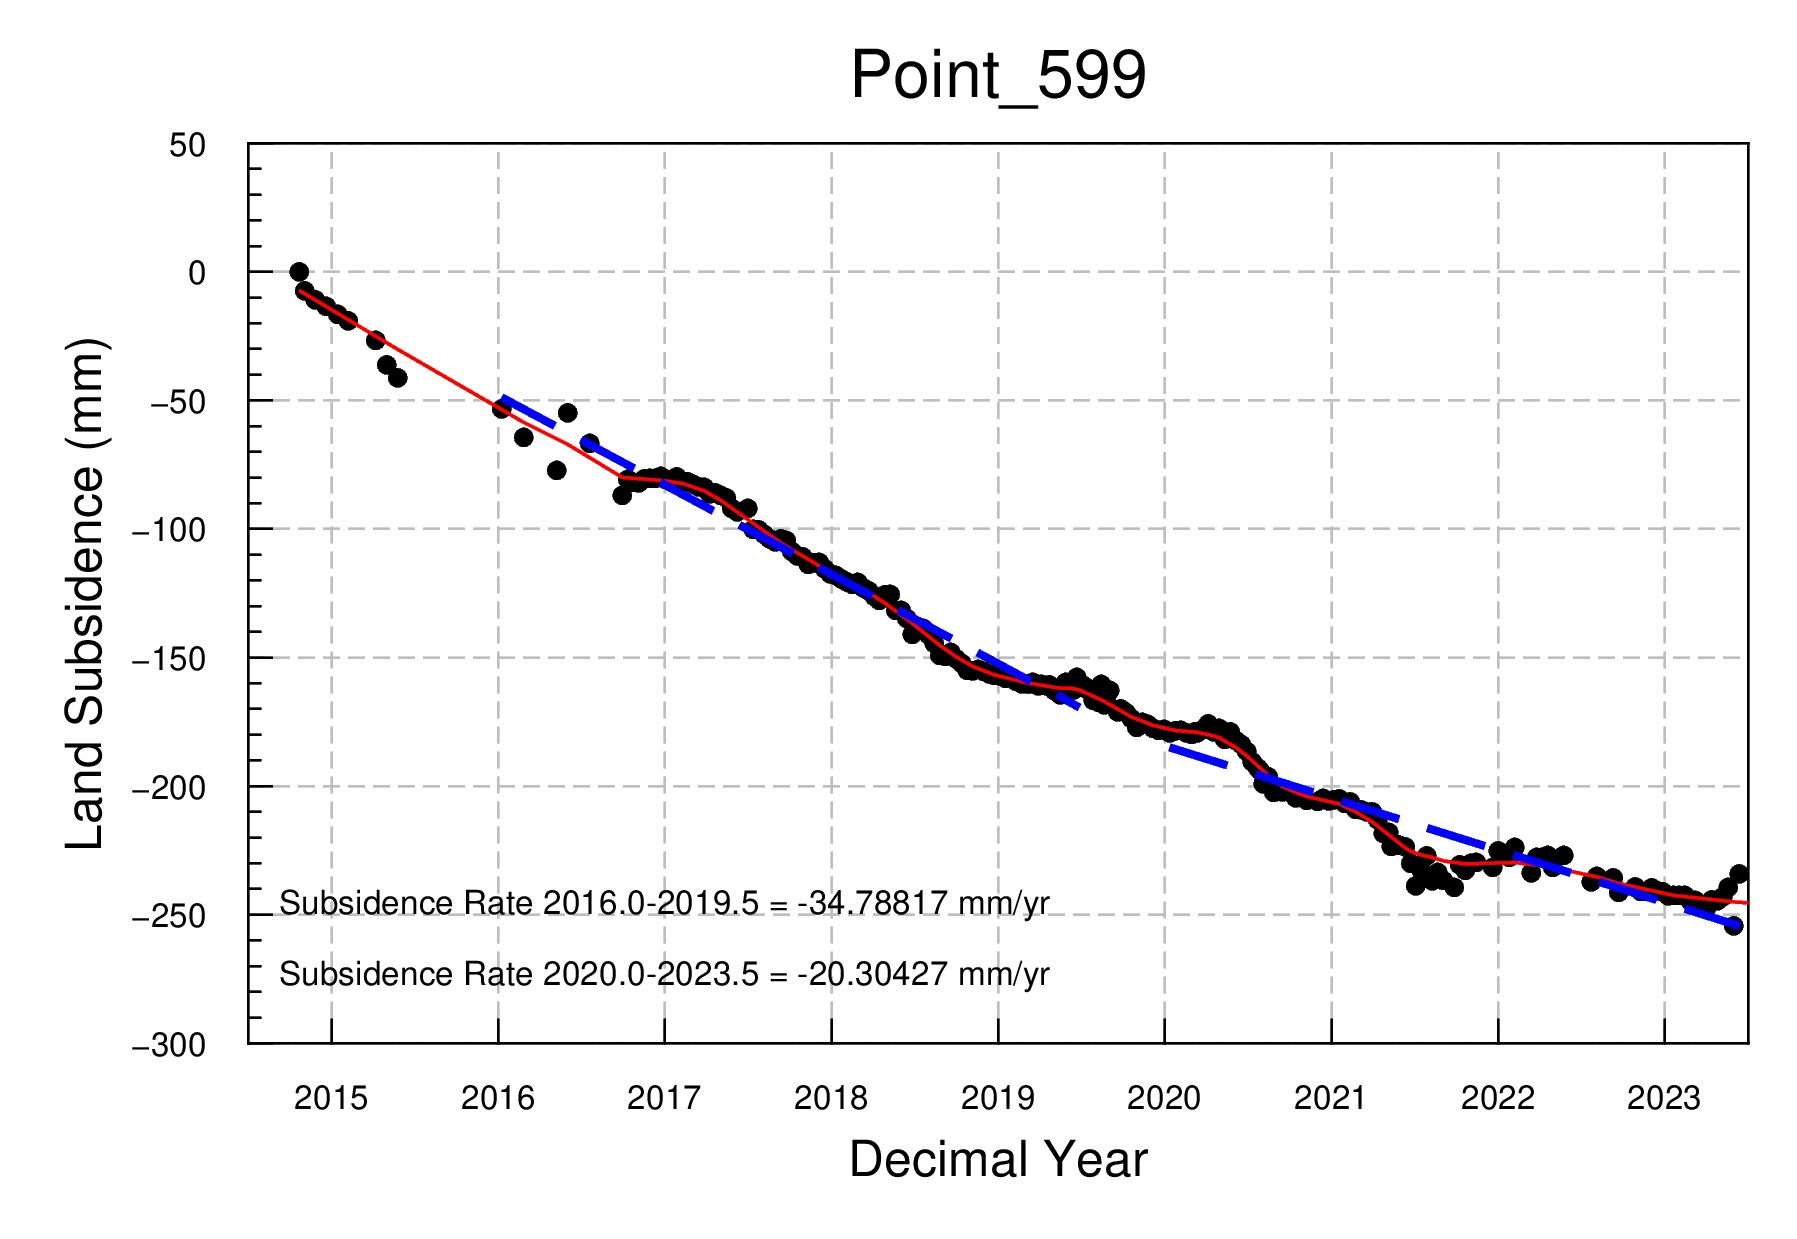 Point_599
50
0
−50
−100
−150
−200
−250
−300
Land Subsidence (mm)
Subsidence Rate 2016.0-2019.5 = -34.78817 mm/yr
Subsidence Rate 2020.0-2023.5 = -20.30427 mm/yr
2015 2016 2017 2018 2019 2020 2021 2022 2023
Decimal Year